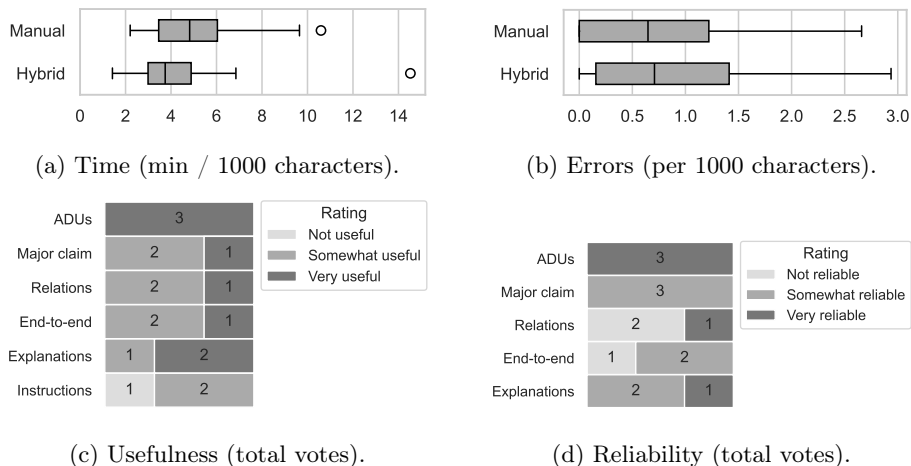 Manual
Hybrid
0 2 4 6 8 10 12 14
(a) Time (min / 1000 characters).
Manual
Hybrid
0.0 0.5 1.0 1.5 2.0 2.5 3.0
(b) Errors (per 1000 characters).
ADUs 3
Major claim 2 1
Relations 2 1
End-to-end 2 1
Explanations 1 2
Instructions 1 2
Rating
Not useful
Somewhat useful
Very useful
(c) Usefulness (total votes).
ADUs 3
Major claim 3
Relations 2 1
End-to-end 1 2
Explanations 2 1
Rating
Not reliable
Somewhat reliable
Very reliable
(d) Reliability (total votes).